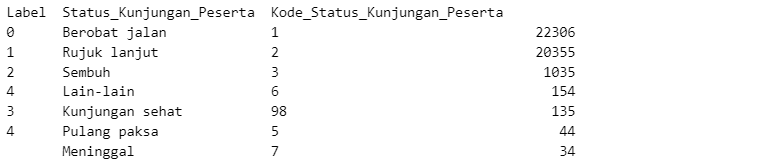 Label Status_Kunjungan_Peserta Kode_Status_Kunjungan_Peserta
0 Berobat jalan 1 22306
1 Rujuk lanjut 2 20355
2 Sembuh 3 1035
4 Lain-lain 6 154
3 Kunjungan sehat 98 135
4 Pulang paksa 5 44
Meninggal 7 34